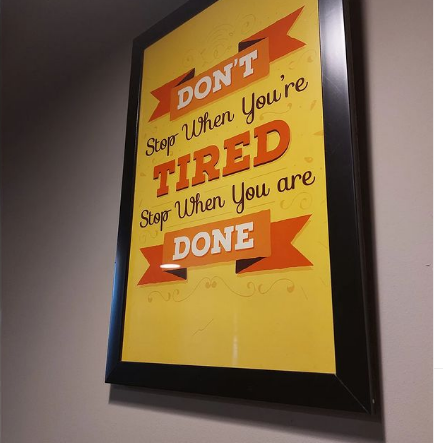 DON'T
Stop When You're
TIRED
Stop When You are
DONE